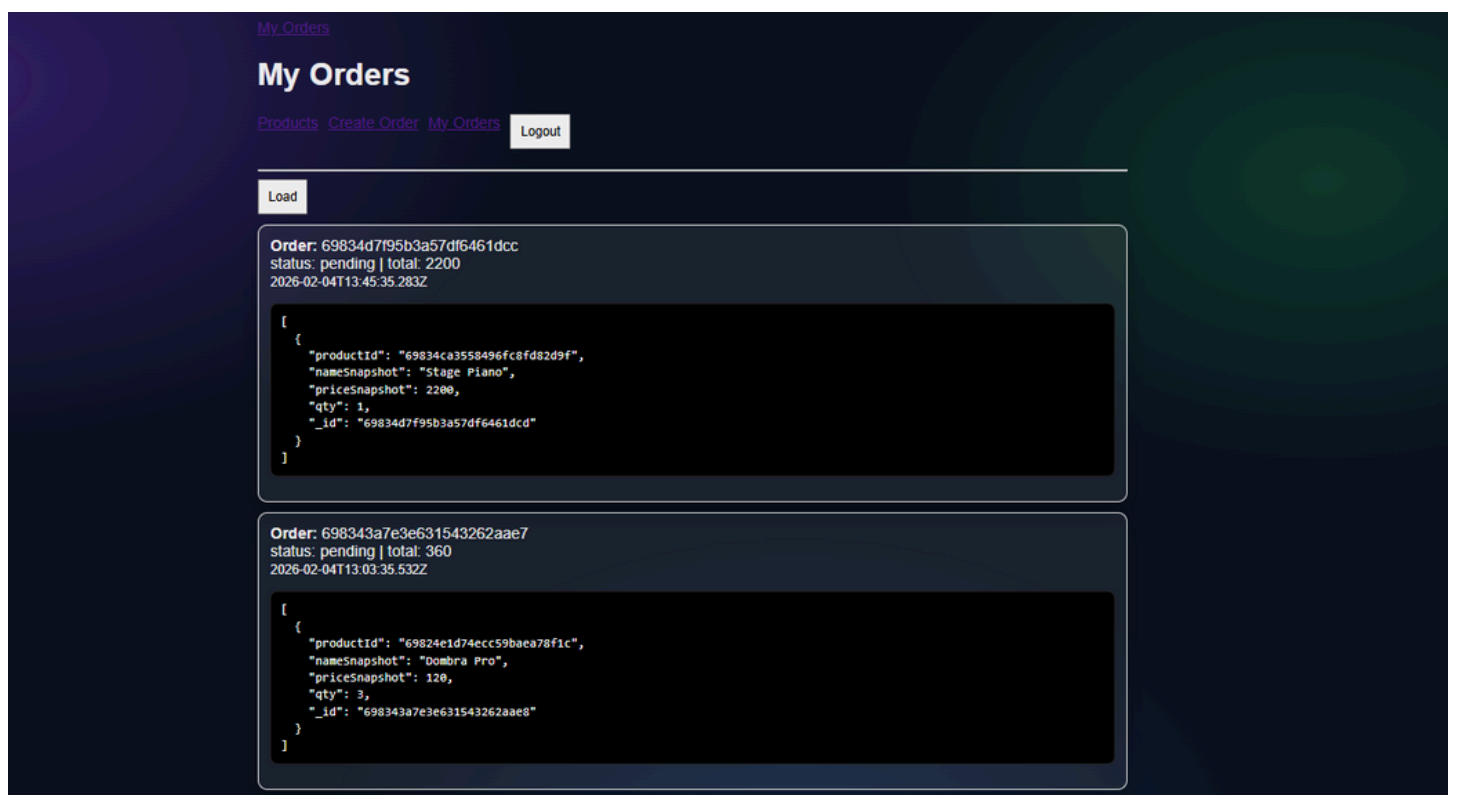 My Orders
My Orders
Products Create Order My Orders Logout
Load
Order: 69834d7f95b3a57df6461dcc
status: pending | total: 2200
2026-02-04T13:45:35.283Z
[
{
"productId": "69834ca3558496fc8fd82d9f",
"nameSnapshot": "Stage Piano",
"priceSnapshot": 2200,
"qty": 1,
"_id": "69834d7f95b3a57df6461dcd"
}
]
Order: 698343a7e3e631543262aae7
status: pending | total: 360
2026-02-04T13:03:35.532Z
[
{
"productId": "69824e1d74ecc59baea78f1c",
"nameSnapshot": "Dombra Pro",
"priceSnapshot": 120,
"qty": 3,
"_id": "698343a7e3e631543262aae8"
}
]